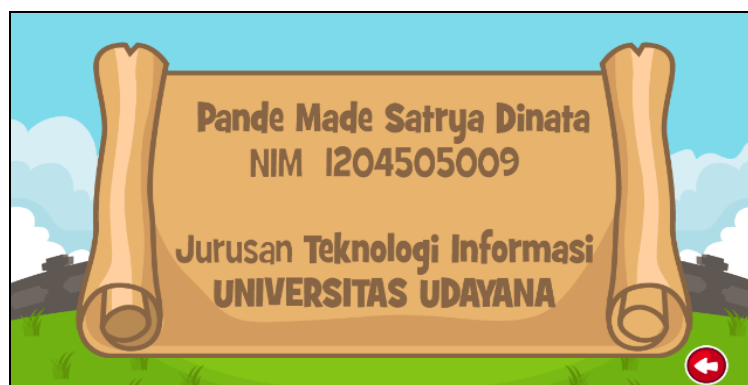 Pande Made Satrya Dinata
NIM 1204505009
Jurusan Teknologi Informasi
UNIVERSITAS UDAYANA